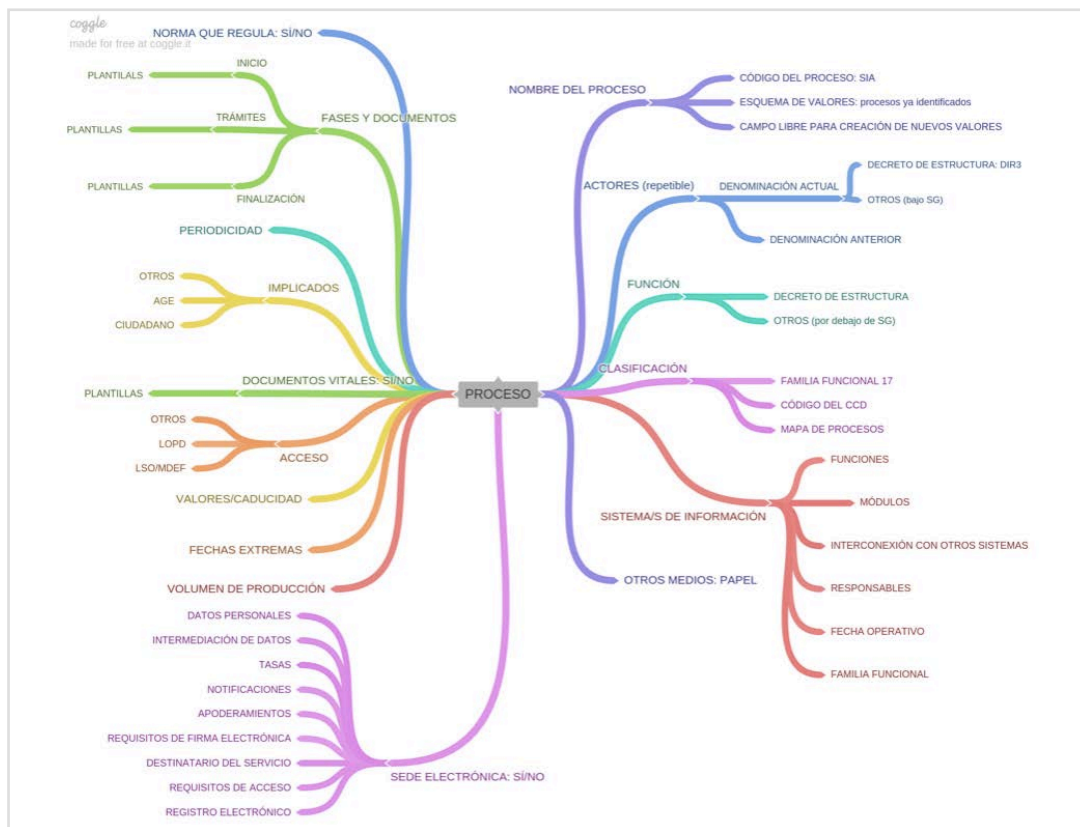 coggle
made for free at coggle.it
NORMA QUE REGULA: SÍ/NO
INICIO
PLANTILALS
TRÁMITES
PLANTILLAS
FASES Y DOCUMENTOS
PLANTILLAS
FINALIZACIÓN
PERIODICIDAD
OTROS
IMPLICADOS
AGE
CIUDADANO
DOCUMENTOS VITALES: SÍ/NO
PLANTILLAS
OTROS
LOPD
ACCESO
LSO/MDEF
VALORES/CADUCIDAD
FECHAS EXTREMAS
VOLUMEN DE PRODUCCIÓN
DATOS PERSONALES
INTERMEDIACIÓN DE DATOS
TASAS
NOTIFICACIONES
APODERAMIENTOS
REQUISITOS DE FIRMA ELECTRÓNICA
DESTINATARIO DEL SERVICIO
SEDE ELECTRÓNICA: SÍ/NO
REQUISITOS DE ACCESO
REGISTRO ELECTRÓNICO
PROCESO
NOMBRE DEL PROCESO
CÓDIGO DEL PROCESO: SIA
ESQUEMA DE VALORES: procesos ya identificados
CAMPO LIBRE PARA CREACIÓN DE NUEVOS VALORES
ACTORES (repetible)
DENOMINACIÓN ACTUAL
DECRETO DE ESTRUCTURA: DIR3
OTROS (bajo SG)
DENOMINACIÓN ANTERIOR
FUNCIÓN
DECRETO DE ESTRUCTURA
OTROS (por debajo de SG)
CLASIFICACIÓN
FAMILIA FUNCIONAL 17
CÓDIGO DEL CCD
MAPA DE PROCESOS
SISTEMA/S DE INFORMACIÓN
FUNCIONES
MÓDULOS
INTERCONEXIÓN CON OTROS SISTEMAS
RESPONSABLES
FECHA OPERATIVO
FAMILIA FUNCIONAL
OTROS MEDIOS: PAPEL